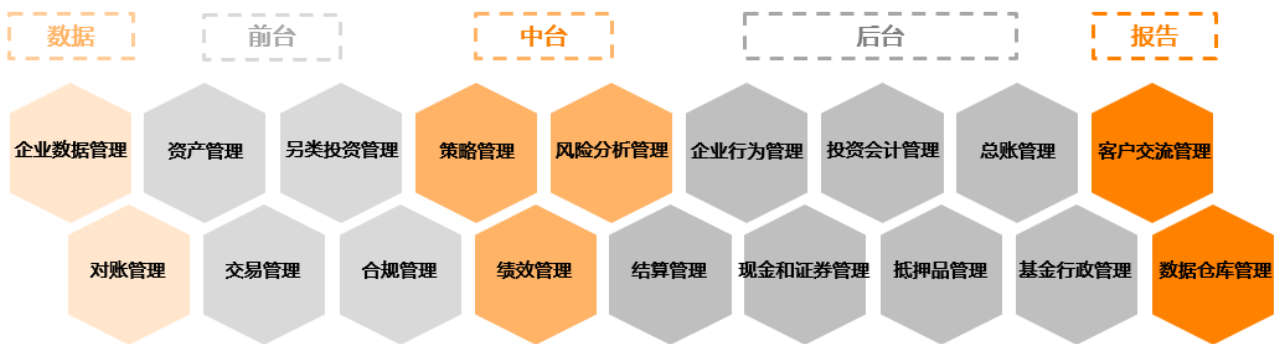 数据 前台 中台 后台 报告
企业数据管理 资产管理 另类投资管理 策略管理 风险分析管理 企业行为管理 投资会计管理 总账管理 客户交流管理
对账管理 交易管理 合规管理 绩效管理 结算管理 现金和证券管理 抵押品管理 基金行政管理 数据仓库管理